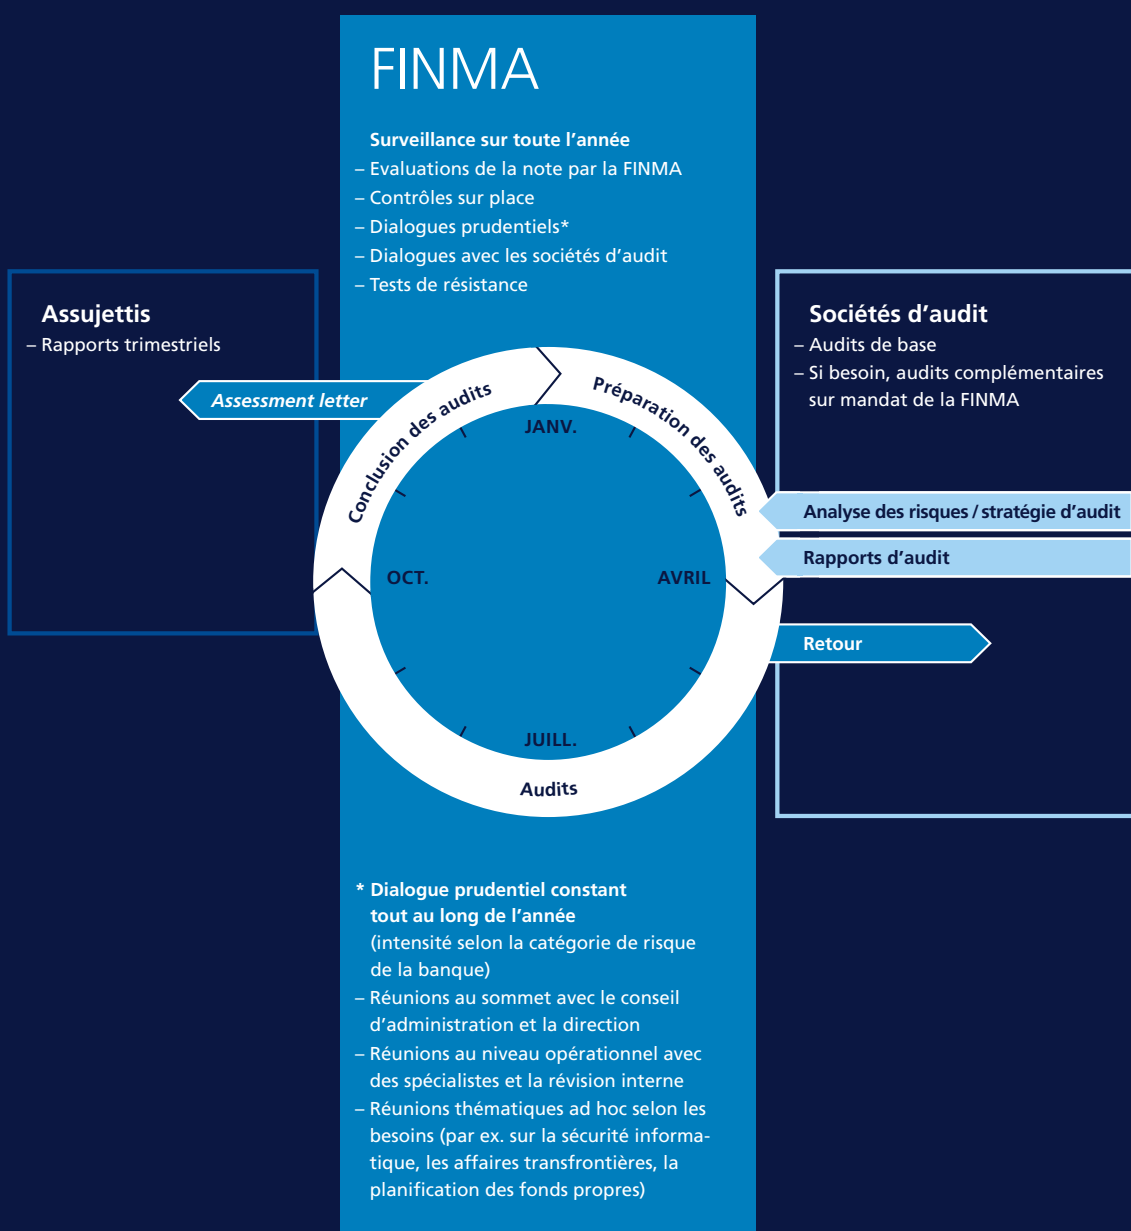 FINMA
Surveillance sur toute l’année
– Evaluations de la note par la FINMA
– Contrôles sur place
– Dialogues prudentiels*
– Dialogues avec les sociétés d’audit
– Tests de résistance
Assujettis
– Rapports trimestriels
Assessment letter
Sociétés d’audit
– Audits de base
– Si besoin, audits complémentaires
sur mandat de la FINMA
Conclusion des audits
Préparation des audits
JANV.
Analyse des risques / stratégie d’audit
Rapports d’audit
OCT.
AVRIL
Retour
JUILL.
Audits
* Dialogue prudentiel constant
tout au long de l’année
(intensité selon la catégorie de risque
de la banque)
– Réunions au sommet avec le conseil
d’administration et la direction
– Réunions au niveau opérationnel avec
des spécialistes et la révision interne
– Réunions thématiques ad hoc selon les
besoins (par ex. sur la sécurité informa-
tique, les affaires transfrontières, la
planification des fonds propres)